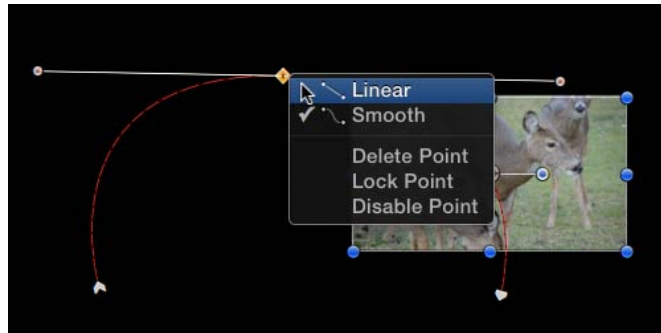 Linear
Smooth
Delete Point
Lock Point
Disable Point